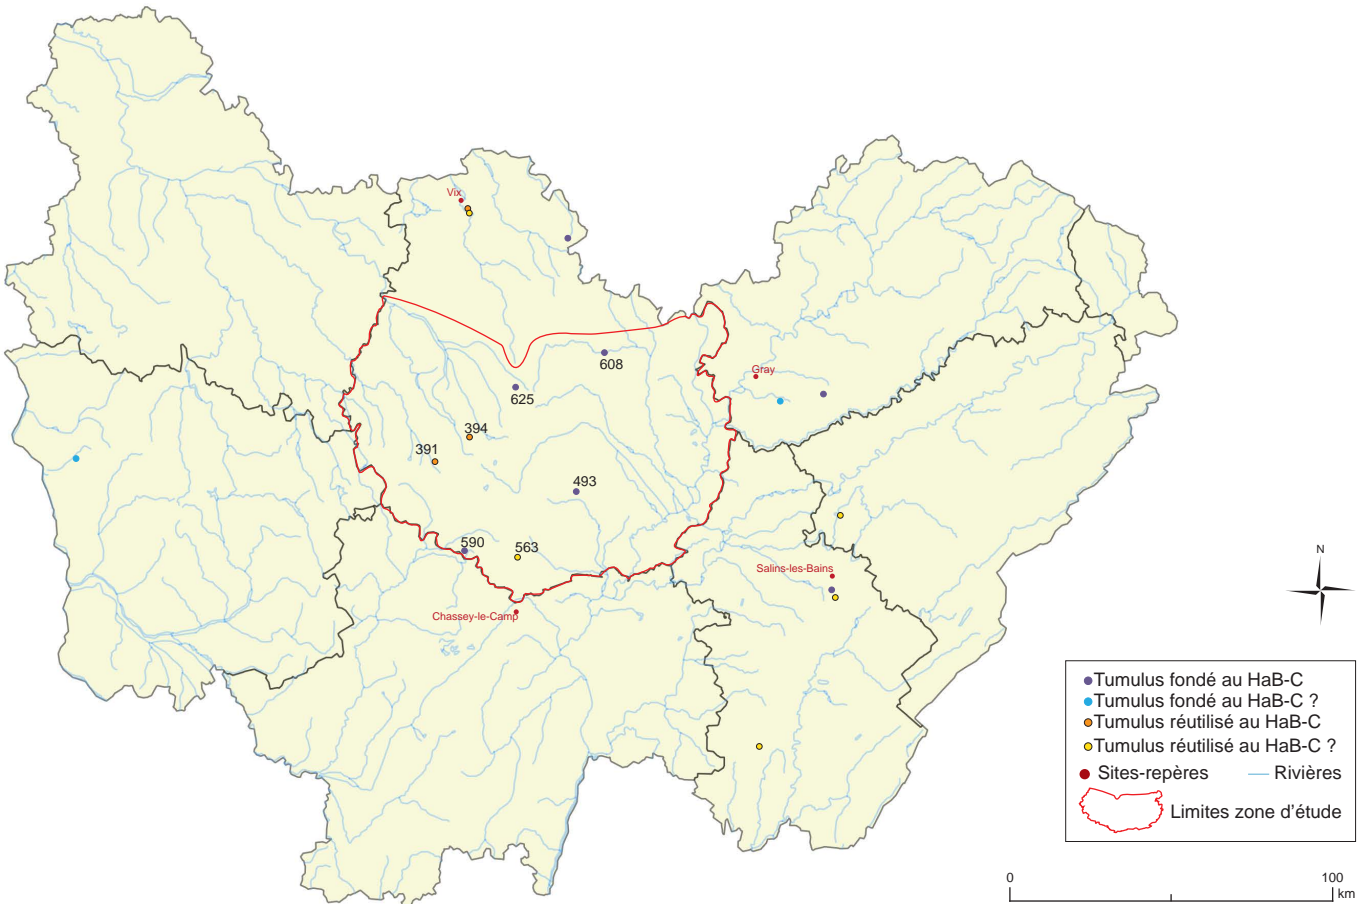 Vix
608
Gray
625
394
391
493
590
563
Salins-les-Bains
Chassey-le-Camp
N
Tumulus fondé au HaB-C
Tumulus fondé au HaB-C ?
Tumulus réutilisé au HaB-C
Tumulus réutilisé au HaB-C ?
Sites-repères
Rivières
Limites zone d'étude
0
100
km